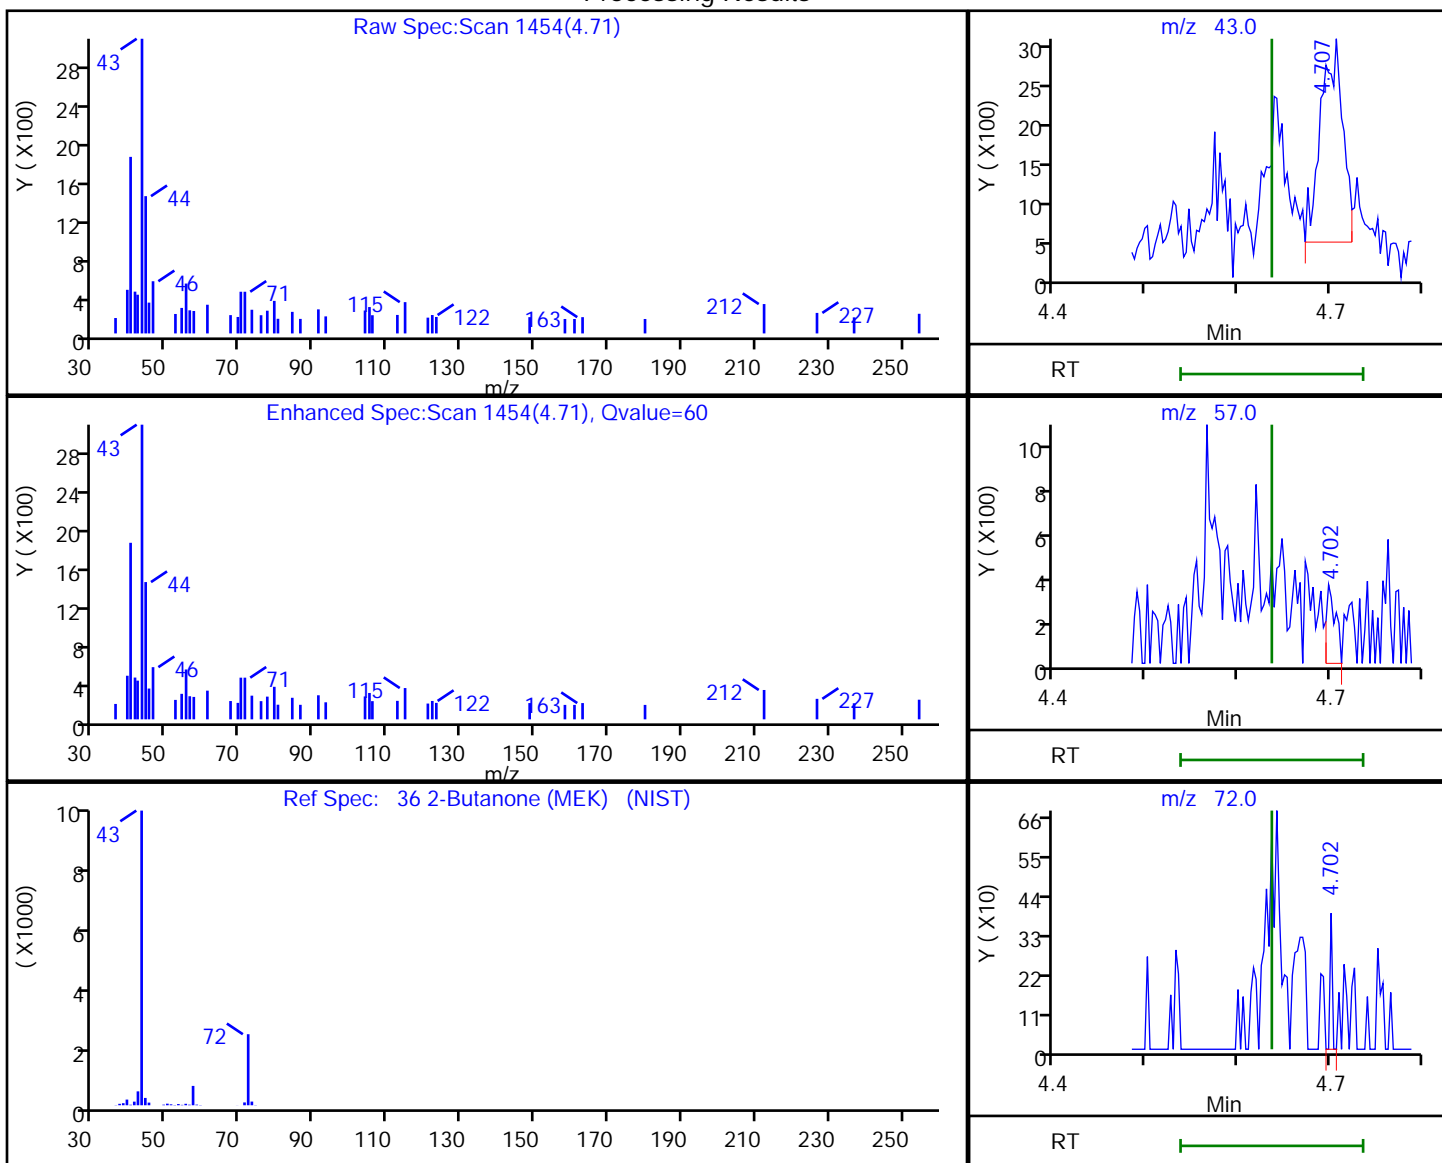 Processing Results
Raw Spec:Scan 1454(4.71)
Y ( X100)
28
24
20
16
12
8
4
0
43
44
46
71
115
122
163
212
227
30 50 70 90 110 130 150 170 190 210 230 250
m/z
m/z 43.0
Y ( X100)
30
25
20
15
10
5
0
4.707
4.4 4.7
Min
RT
Enhanced Spec:Scan 1454(4.71), Qvalue=60
Y ( X100)
28
24
20
16
12
8
4
0
43
44
46
71
115
122
163
212
227
30 50 70 90 110 130 150 170 190 210 230 250
m/z
m/z 57.0
Y ( X100)
10
8
6
4
2
0
4.702
4.4 4.7
Min
RT
Ref Spec: 36 2-Butanone (MEK) (NIST)
( X1000)
10
8
6
4
2
0
43
72
30 50 70 90 110 130 150 170 190 210 230 250
m/z 72.0
Y ( X10)
66
55
44
33
22
11
0
4.702
4.4 4.7
Min
RT